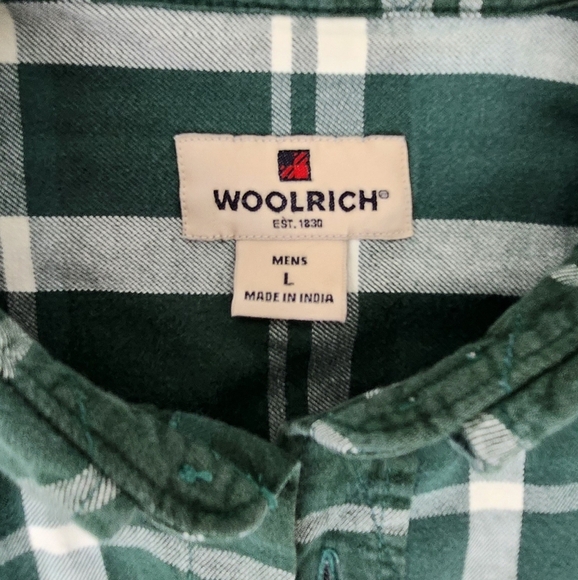 WOOLRICH®
EST. 1830
MENS
L
MADE IN INDIA